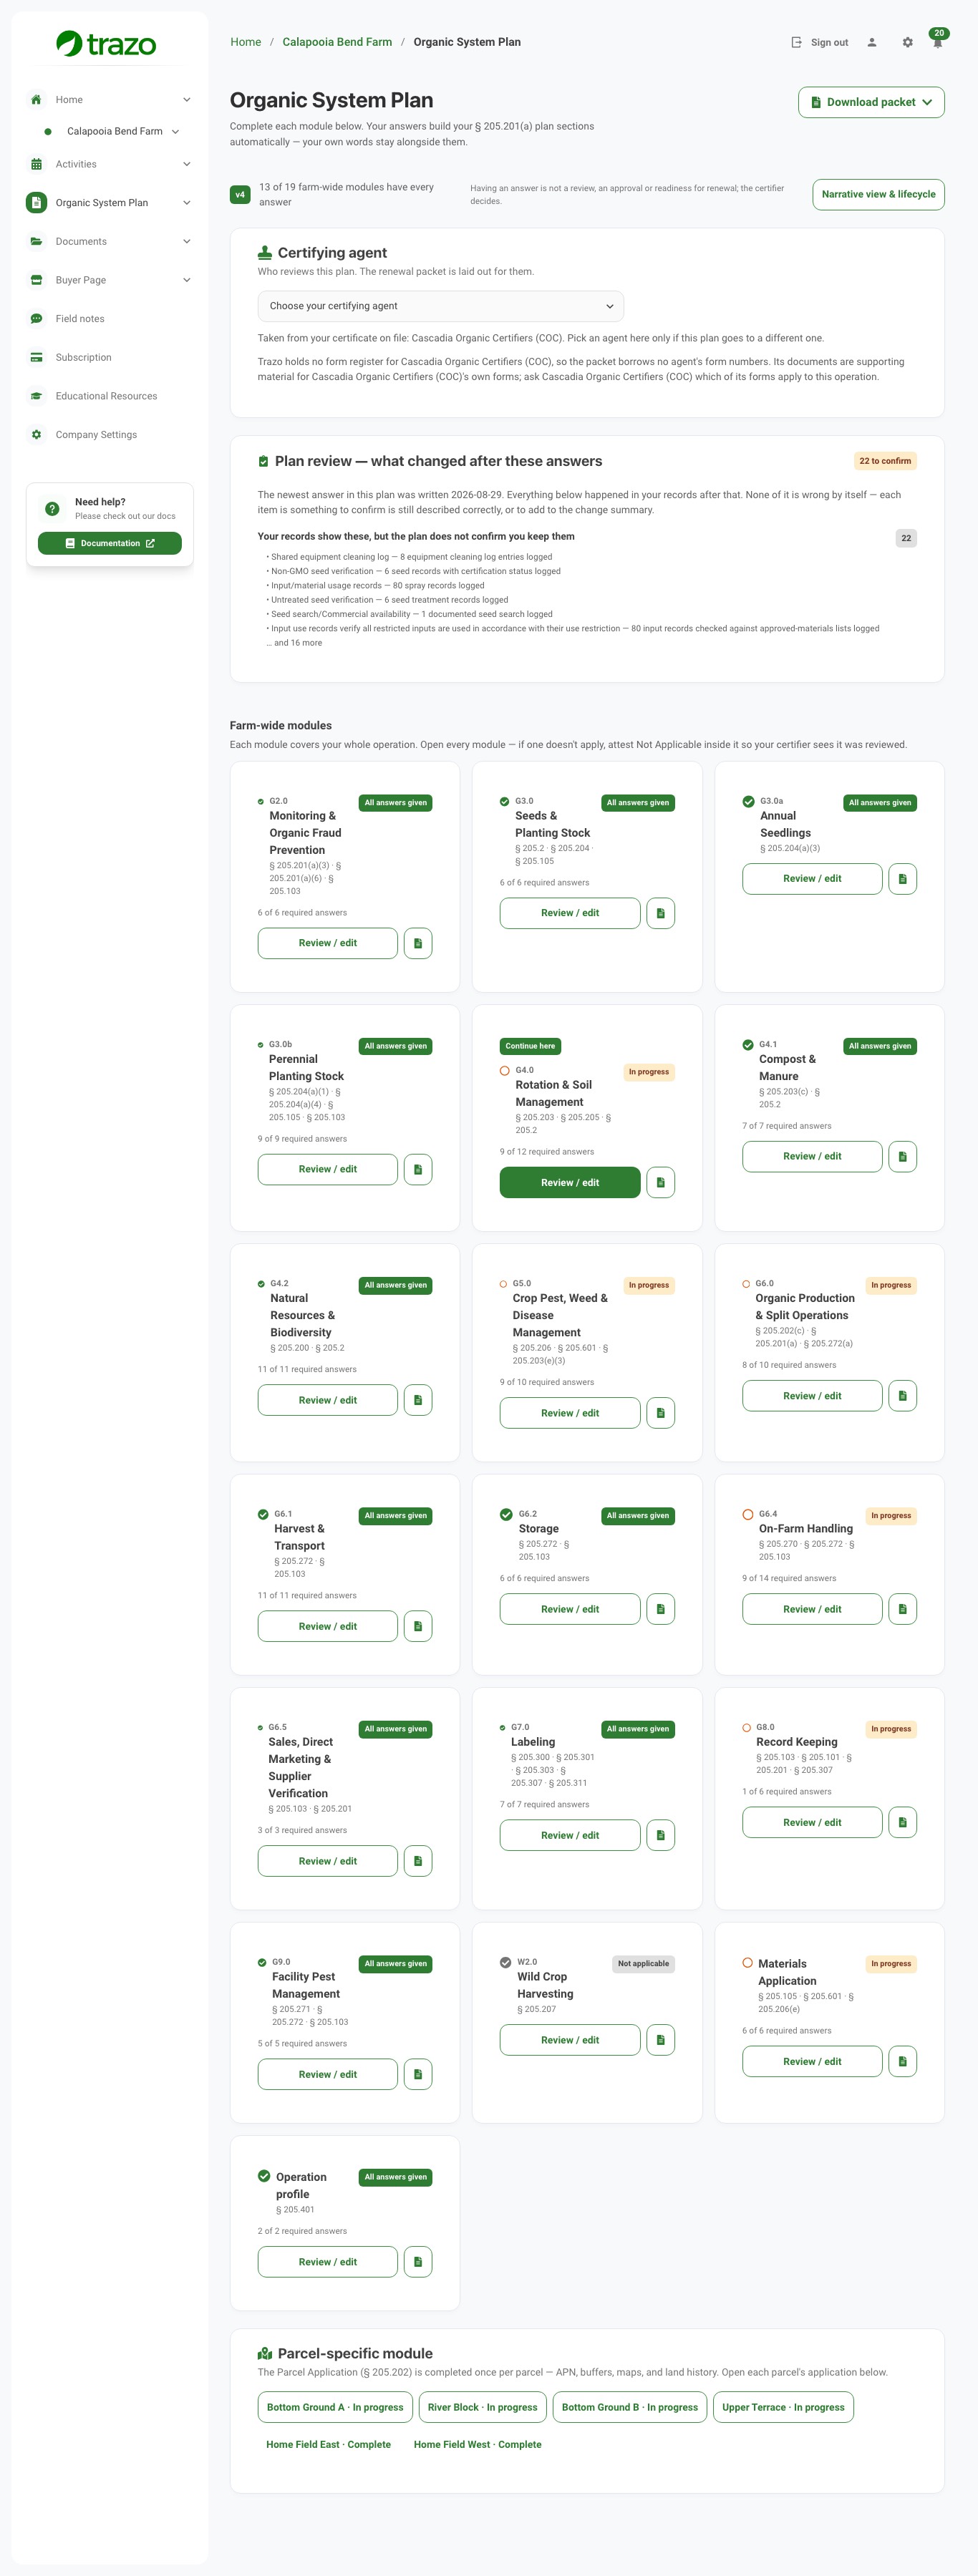 trazo
Home
Calapooia Bend Farm
Activities
Organic System Plan
Documents
Buyer Page
Field notes
Subscription
Educational Resources
Company Settings
Need help?
Please check out our docs
Documentation
Home / Calapooia Bend Farm / Organic System Plan
Sign out
20
Organic System Plan
Complete each module below. Your answers build your § 205.201(a) plan sections
automatically — your own words stay alongside them.
Download packet
v4
13 of 19 farm-wide modules have every
answer
Having an answer is not a review, an approval or readiness for renewal; the certifier
decides.
Narrative view & lifecycle
Certifying agent
Who reviews this plan. The renewal packet is laid out for them.
Choose your certifying agent
Taken from your certificate on file: Cascadia Organic Certifiers (COC). Pick an agent here only if this plan goes to a different one.
Trazo holds no form register for Cascadia Organic Certifiers (COC), so the packet borrows no agent's form numbers. Its documents are supporting
material for Cascadia Organic Certifiers (COC)'s own forms; ask Cascadia Organic Certifiers (COC) which of its forms apply to this operation.
Plan review — what changed after these answers
22 to confirm
The newest answer in this plan was written 2026-08-29. Everything below happened in your records after that. None of it is wrong by itself — each
item is something to confirm is still described correctly, or to add to the change summary.
Your records show these, but the plan does not confirm you keep them
22
• Shared equipment cleaning log — 8 equipment cleaning log entries logged
• Non-GMO seed verification — 6 seed records with certification status logged
• Input/material usage records — 80 spray records logged
• Untreated seed verification — 6 seed treatment records logged
• Seed search/Commercial availability — 1 documented seed search logged
• Input use records verify all restricted inputs are used in accordance with their use restriction — 80 input records checked against approved-materials lists logged
… and 16 more
Farm-wide modules
Each module covers your whole operation. Open every module — if one doesn't apply, attest Not Applicable inside it so your certifier sees it was reviewed.
G2.0
All answers given
Monitoring &
Organic Fraud
Prevention
§ 205.201(a)(3) · §
205.201(a)(6) · §
205.103
6 of 6 required answers
Review / edit
G3.0
All answers given
Seeds &
Planting Stock
§ 205.2 · § 205.204 ·
§ 205.105
6 of 6 required answers
Review / edit
G3.0a
All answers given
Annual
Seedlings
§ 205.204(a)(3)
Review / edit
G3.0b
All answers given
Perennial
Planting Stock
§ 205.204(a)(1) · §
205.204(a)(4) · §
205.105 · § 205.103
9 of 9 required answers
Review / edit
Continue here
G4.0
In progress
Rotation & Soil
Management
§ 205.203 · § 205.205 · §
205.2
9 of 12 required answers
Review / edit
G4.1
All answers given
Compost &
Manure
§ 205.203(c) · §
205.2
7 of 7 required answers
Review / edit
G4.2
All answers given
Natural
Resources &
Biodiversity
§ 205.200 · § 205.2
11 of 11 required answers
Review / edit
G5.0
In progress
Crop Pest, Weed &
Disease
Management
§ 205.206 · § 205.601 · §
205.203(e)(3)
9 of 10 required answers
Review / edit
G6.0
In progress
Organic Production
& Split Operations
§ 205.202(c) · §
205.201(a) · § 205.272(a)
8 of 10 required answers
Review / edit
G6.1
All answers given
Harvest &
Transport
§ 205.272 · §
205.103
11 of 11 required answers
Review / edit
G6.2
All answers given
Storage
§ 205.272 · §
205.103
6 of 6 required answers
Review / edit
G6.4
In progress
On-Farm Handling
§ 205.270 · § 205.272 · §
205.103
9 of 14 required answers
Review / edit
G6.5
All answers given
Sales, Direct
Marketing &
Supplier
Verification
§ 205.103 · § 205.201
3 of 3 required answers
Review / edit
G7.0
All answers given
Labeling
§ 205.300 · § 205.301
· § 205.303 · §
205.307 · § 205.311
7 of 7 required answers
Review / edit
G8.0
In progress
Record Keeping
§ 205.103 · § 205.101 · §
205.201 · § 205.307
1 of 6 required answers
Review / edit
G9.0
All answers given
Facility Pest
Management
§ 205.271 · §
205.272 · § 205.103
5 of 5 required answers
Review / edit
W2.0
Not applicable
Wild Crop
Harvesting
§ 205.207
Review / edit
Materials
Application
In progress
§ 205.105 · § 205.601 · §
205.206(e)
6 of 6 required answers
Review / edit
Operation
profile
All answers given
§ 205.401
2 of 2 required answers
Review / edit
Parcel-specific module
The Parcel Application (§ 205.202) is completed once per parcel — APN, buffers, maps, and land history. Open each parcel's application below.
Bottom Ground A · In progress
River Block · In progress
Bottom Ground B · In progress
Upper Terrace · In progress
Home Field East · Complete
Home Field West · Complete